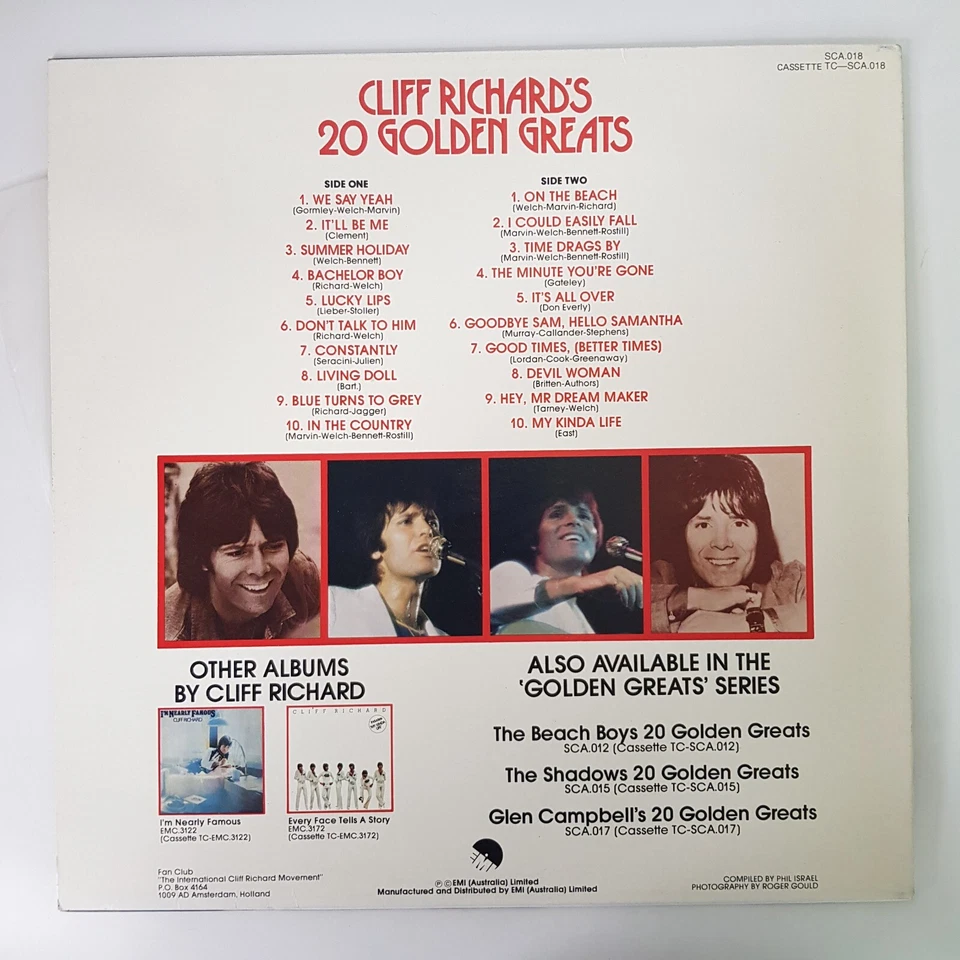 SCA.018
CASSETTE TC—SCA.018
CLIFF RICHARD'S
20 GOLDEN GREATS
SIDE ONE
1. WE SAY YEAH
(Gormley-Welch-Marvin)
2. IT'LL BE ME
(Clement)
3. SUMMER HOLIDAY
(Welch-Bennett)
4. BACHELOR BOY
(Richard-Welch)
5. LUCKY LIPS
(Lieber-Stoller)
6. DON'T TALK TO HIM
(Richard-Welch)
7. CONSTANTLY
(Seracini-Julien)
8. LIVING DOLL
(Bart.)
9. BLUE TURNS TO GREY
(Richard-Jagger)
10. IN THE COUNTRY
(Marvin-Welch-Bennett-Rostill)
SIDE TWO
1. ON THE BEACH
(Welch-Marvin-Richard)
2. I COULD EASILY FALL
(Marvin-Welch-Bennett-Rostill)
3. TIME DRAGS BY
(Marvin-Welch-Bennett-Rostill)
4. THE MINUTE YOU'RE GONE
(Gateley)
5. IT'S ALL OVER
(Don Everly)
6. GOODBYE SAM, HELLO SAMANTHA
(Murray-Callander-Stephens)
7. GOOD TIMES, (BETTER TIMES)
(Lordan-Cook-Greenaway)
8. DEVIL WOMAN
(Britten-Authors)
9. HEY, MR DREAM MAKER
(Tarney-Welch)
10. MY KINDA LIFE
(East)
OTHER ALBUMS
BY CLIFF RICHARD
I'M NEARLY FAMOUS
CLIFF RICHARD
I'm Nearly Famous
EMC.3122
(Cassette TC-EMC.3122)
CLIFF RICHARD
Every Face Tells A Story
EMC.3172
(Cassette TC-EMC.3172)
ALSO AVAILABLE IN THE
'GOLDEN GREATS' SERIES
The Beach Boys 20 Golden Greats
SCA.012 (Cassette TC-SCA.012)
The Shadows 20 Golden Greats
SCA.015 (Cassette TC-SCA.015)
Glen Campbell's 20 Golden Greats
SCA.017 (Cassette TC-SCA.017)
EMI
Fan Club
"The International Cliff Richard Movement"
P.O. Box 4164
1009 AD Amsterdam, Holland
℗ © EMI (Australia) Limited
Manufactured and Distributed by EMI (Australia) Limited
COMPILED BY PHIL ISRAEL
PHOTOGRAPHY BY ROGER GOULD